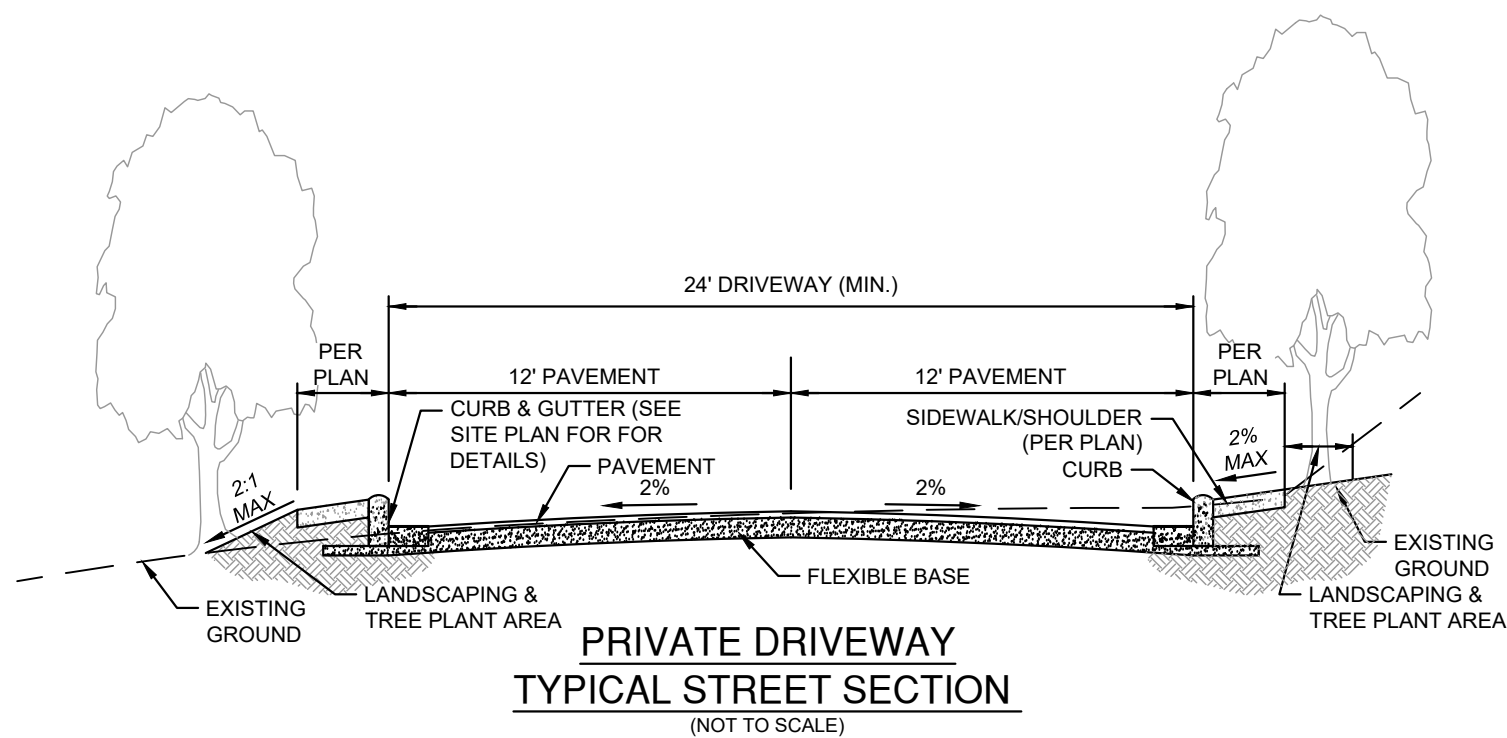 24' DRIVEWAY (MIN.)
PER
PLAN
12' PAVEMENT
12' PAVEMENT
PER
PLAN
CURB & GUTTER (SEE
SITE PLAN FOR FOR
DETAILS)
PAVEMENT
2%
2%
SIDEWALK/SHOULDER
(PER PLAN)
CURB
2%
MAX
2:1
MAX
FLEXIBLE BASE
EXISTING
GROUND
LANDSCAPING &
TREE PLANT AREA
EXISTING
GROUND
LANDSCAPING &
TREE PLANT AREA
PRIVATE DRIVEWAY
TYPICAL STREET SECTION
(NOT TO SCALE)